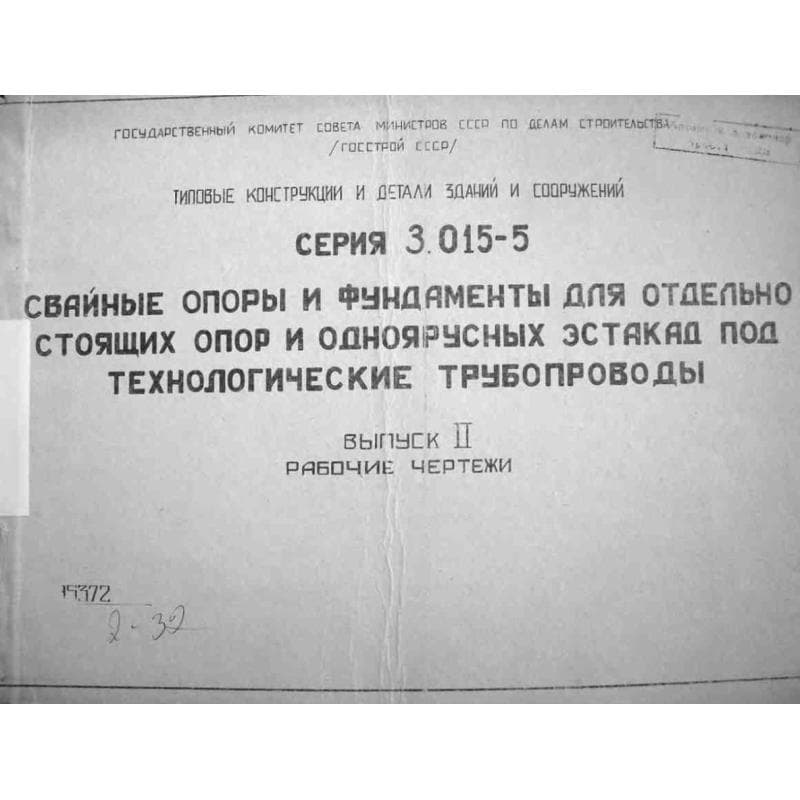 ГОСУДАРСТВЕННЫЙ КОМИТЕТ СОВЕТА МИНИСТРОВ СССР ПО ДЕЛАМ СТРОИТЕЛЬСТВА
/ГОССТРОЙ СССР/
ТИПОВЫЕ КОНСТРУКЦИИ И ДЕТАЛИ ЗДАНИЙ И СООРУЖЕНИЙ
СЕРИЯ 3.015-5
СВАЙНЫЕ ОПОРЫ И ФУНДАМЕНТЫ ДЛЯ ОТДЕЛЬНО
СТОЯЩИХ ОПОР И ОДНОЯРУСНЫХ ЭСТАКАД ПОД
ТЕХНОЛОГИЧЕСКИЕ ТРУБОПРОВОДЫ
ВЫПУСК II
РАБОЧИЕ ЧЕРТЕЖИ
15372
2-32